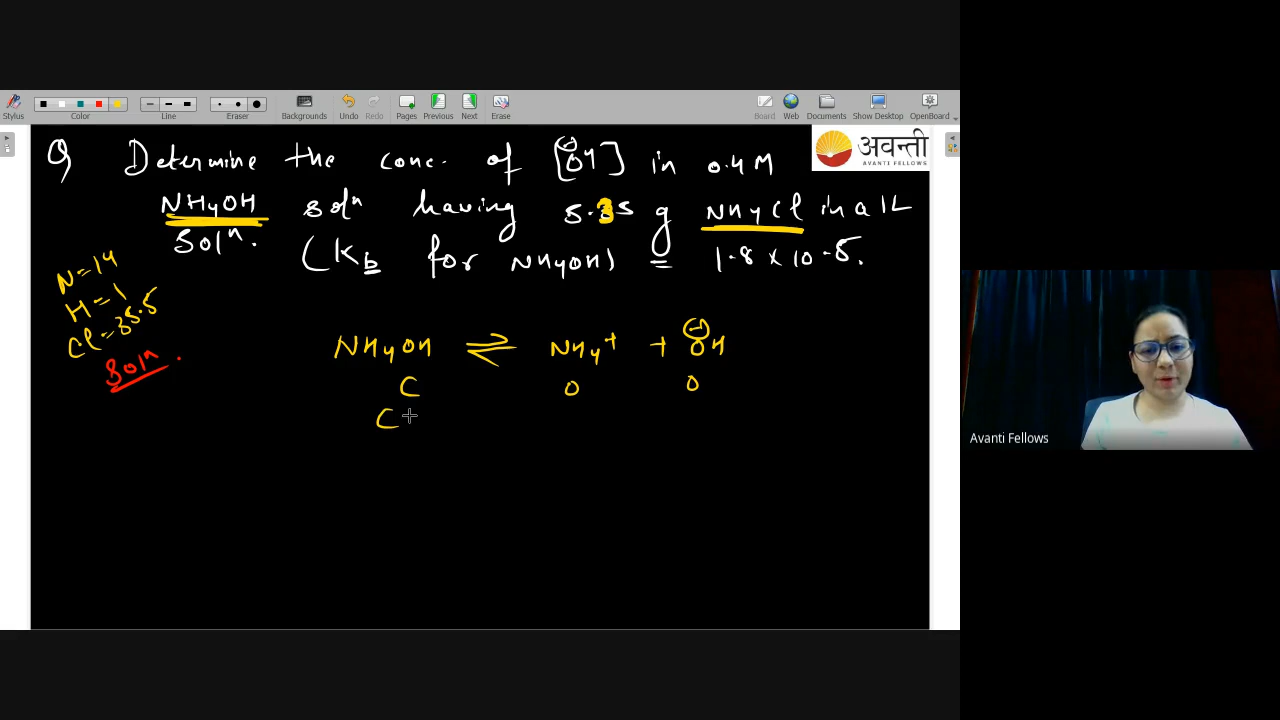 Stylus
Color
Line
Eraser
Backgrounds
Undo
Redo
Pages
Previous
Next
Erase
Board
Web
Documents
Show Desktop
OpenBoard
अवन्ती
AVANTI FELLOWS
Q Determine the conc. of [OH⁻] in 0.4 M
NH4OH solⁿ having 5.35 g NH4Cl in a 1L
Solⁿ. (Kb for NH4OH) = 1.8 × 10-5.
N = 14
H = 1
Cl = 35.5
Solⁿ.
NH4OH ⇌ NH4⁺ + OH⁻
C 0 0
C
Avanti Fellows